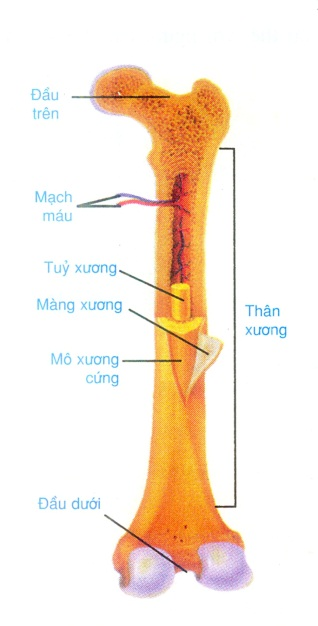 Đầu
trên
Mạch
máu
Tuỷ xương
Màng xương
Thân
xương
Mô xương
cứng
Đầu dưới